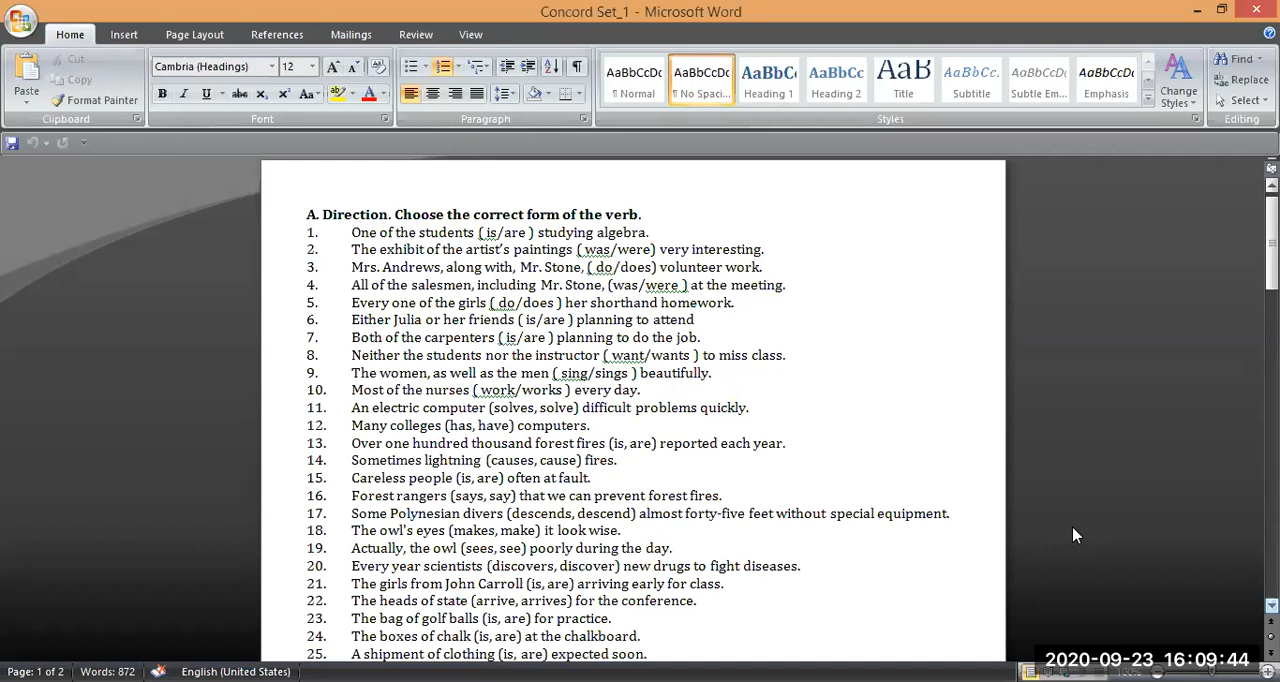 Concord Set_1 - Microsoft Word
Home Insert Page Layout References Mailings Review View
Cut
Copy
Format Painter
Paste
Clipboard
Cambria (Headings) 12
Font
Paragraph
AaBbCcDc AaBbCcDc AaBbCc AaBbCc AaB AaBbCc. AaBbCcDc AaBbCcDc
¶ Normal ¶ No Spaci... Heading 1 Heading 2 Title Subtitle Subtle Em... Emphasis
Change Styles
Styles
Find
Replace
Select
Editing
A. Direction. Choose the correct form of the verb.
1. One of the students ( is/are ) studying algebra.
2. The exhibit of the artist's paintings ( was/were) very interesting.
3. Mrs. Andrews, along with, Mr. Stone, ( do/does) volunteer work.
4. All of the salesmen, including Mr. Stone, (was/were ) at the meeting.
5. Every one of the girls ( do/does ) her shorthand homework.
6. Either Julia or her friends ( is/are ) planning to attend
7. Both of the carpenters ( is/are ) planning to do the job.
8. Neither the students nor the instructor ( want/wants ) to miss class.
9. The women, as well as the men ( sing/sings ) beautifully.
10. Most of the nurses ( work/works ) every day.
11. An electric computer (solves, solve) difficult problems quickly.
12. Many colleges (has, have) computers.
13. Over one hundred thousand forest fires (is, are) reported each year.
14. Sometimes lightning (causes, cause) fires.
15. Careless people (is, are) often at fault.
16. Forest rangers (says, say) that we can prevent forest fires.
17. Some Polynesian divers (descends, descend) almost forty-five feet without special equipment.
18. The owl's eyes (makes, make) it look wise.
19. Actually, the owl (sees, see) poorly during the day.
20. Every year scientists (discovers, discover) new drugs to fight diseases.
21. The girls from John Carroll (is, are) arriving early for class.
22. The heads of state (arrive, arrives) for the conference.
23. The bag of golf balls (is, are) for practice.
24. The boxes of chalk (is, are) at the chalkboard.
25. A shipment of clothing (is, are) expected soon.
2020-09-23 16:09:44
Page: 1 of 2 Words: 872 English (United States)